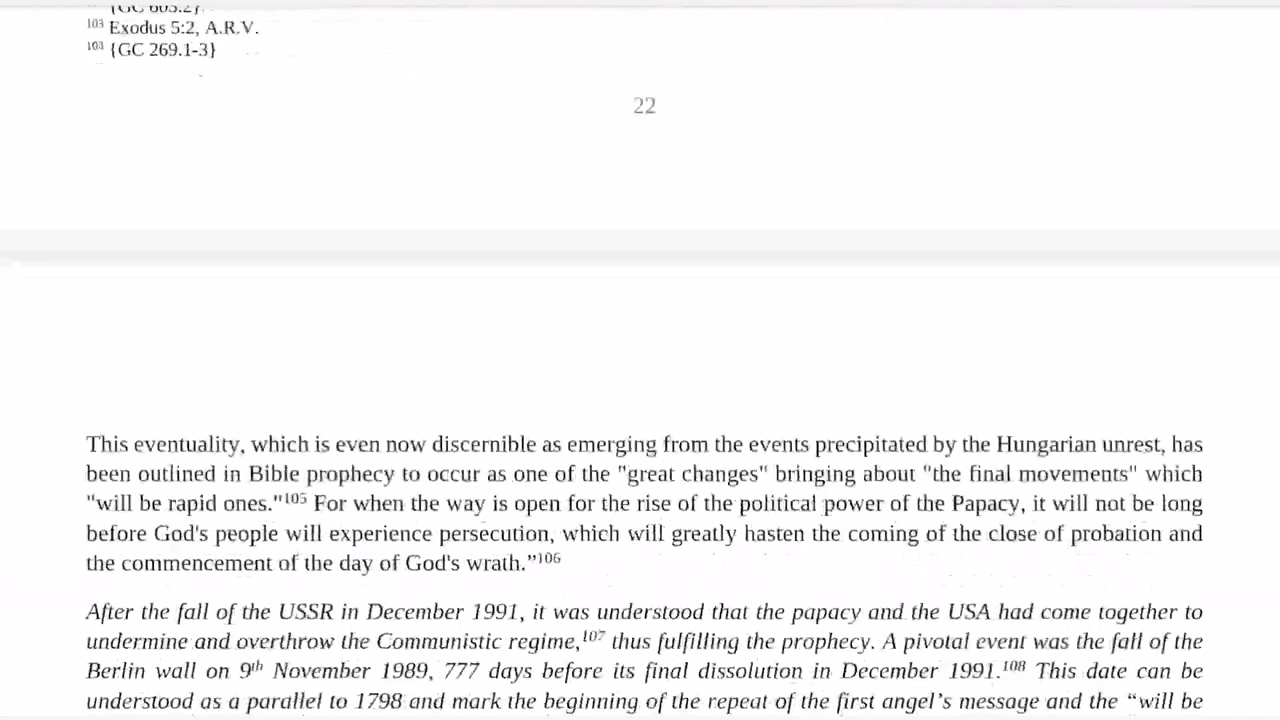 {GC 603.2}.
103 Exodus 5:2, A.R.V.
104 {GC 269.1-3}
22
This eventuality, which is even now discernible as emerging from the events precipitated by the Hungarian unrest, has
been outlined in Bible prophecy to occur as one of the "great changes" bringing about "the final movements" which
"will be rapid ones."105 For when the way is open for the rise of the political power of the Papacy, it will not be long
before God's people will experience persecution, which will greatly hasten the coming of the close of probation and
the commencement of the day of God's wrath.”106
After the fall of the USSR in December 1991, it was understood that the papacy and the USA had come together to
undermine and overthrow the Communistic regime,107 thus fulfilling the prophecy. A pivotal event was the fall of the
Berlin wall on 9th November 1989, 777 days before its final dissolution in December 1991.108 This date can be
understood as a parallel to 1798 and mark the beginning of the repeat of the first angel’s message and the “will be